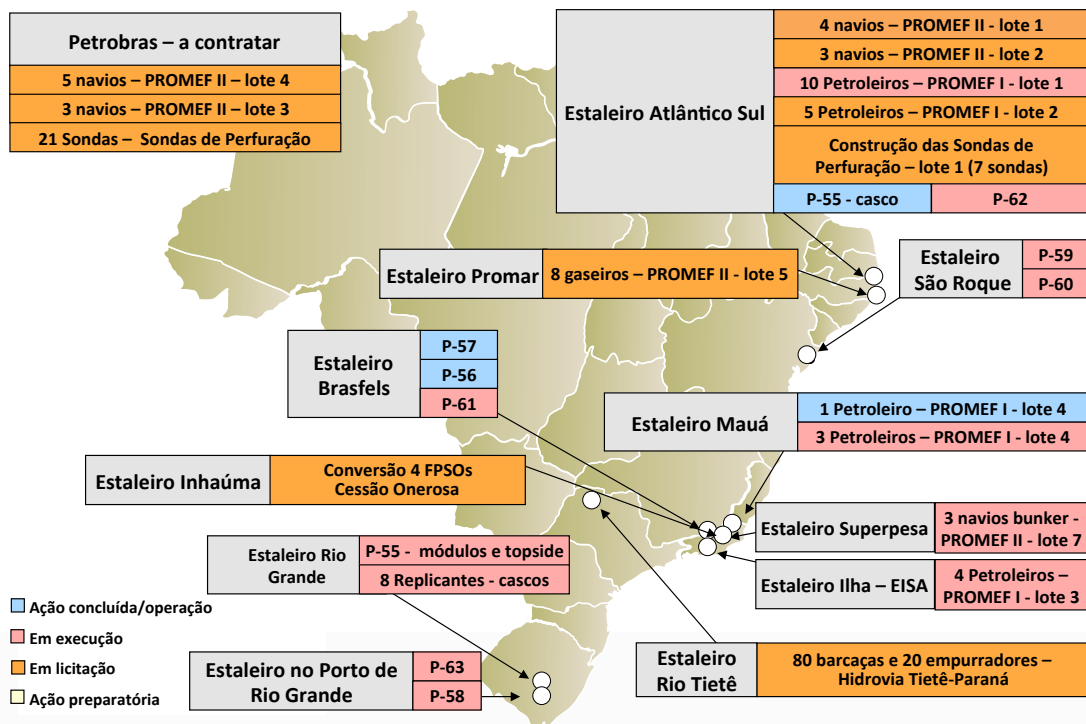 Petrobras – a contratar
5 navios – PROMEF II – lote 4
3 navios – PROMEF II – lote 3
21 Sondas – Sondas de Perfuração
Estaleiro Atlântico Sul
4 navios – PROMEF II - lote 1
3 navios – PROMEF II - lote 2
10 Petroleiros – PROMEF I - lote 1
5 Petroleiros – PROMEF I - lote 2
Construção das Sondas de
Perfuração – lote 1 (7 sondas)
P-55 - casco
P-62
Estaleiro
São Roque
P-59
P-60
Estaleiro Promar
8 gaseiros – PROMEF II - lote 5
Estaleiro
Brasfels
P-57
P-56
P-61
Estaleiro Mauá
1 Petroleiro – PROMEF I - lote 4
3 Petroleiros – PROMEF I - lote 4
Estaleiro Inhaúma
Conversão 4 FPSOs
Cessão Onerosa
Estaleiro Superpesa
3 navios bunker -
PROMEF II - lote 7
Estaleiro Rio
Grande
P-55 - módulos e topside
8 Replicantes - cascos
Estaleiro Ilha – EISA
4 Petroleiros –
PROMEF I - lote 3
Ação concluída/operação
Em execução
Em licitação
Ação preparatória
Estaleiro no Porto de
Rio Grande
P-63
P-58
Estaleiro
Rio Tietê
80 barcaças e 20 empurradores –
Hidrovia Tietê-Paraná